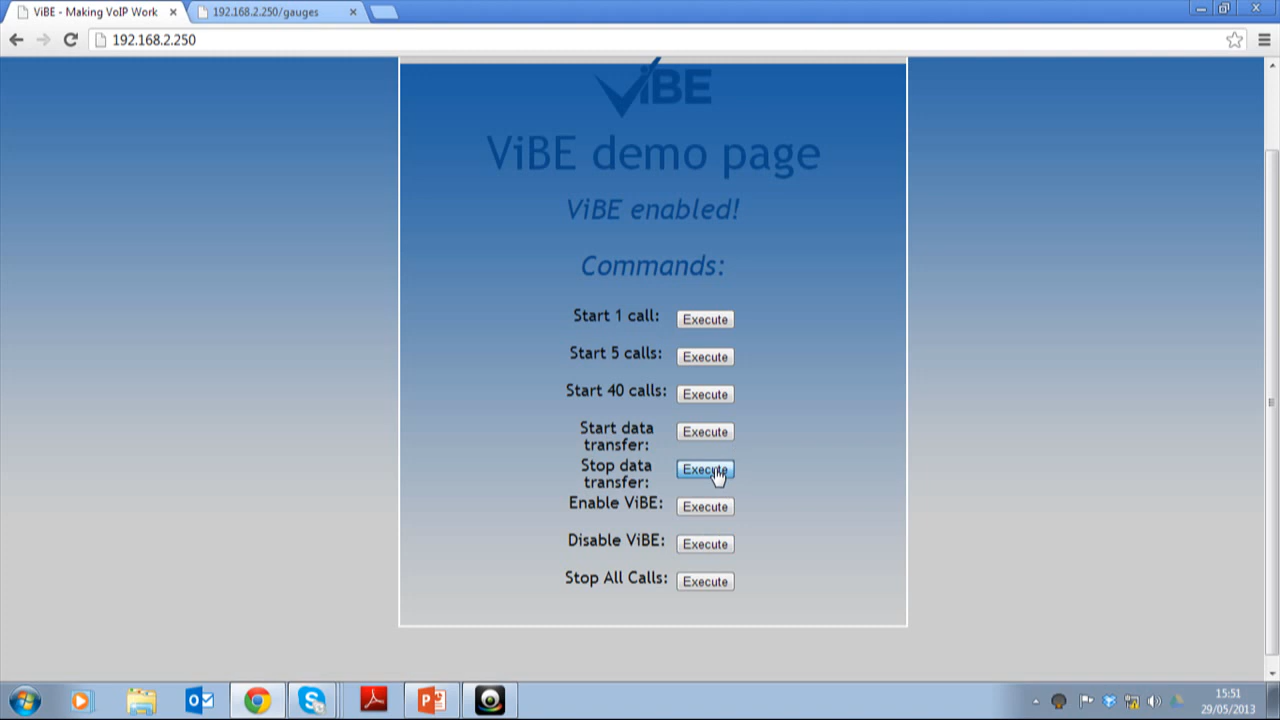 ViBE - Making VoIP Work
192.168.2.250/gauges
192.168.2.250
ViBE
ViBE demo page
ViBE enabled!
Commands:
Start 1 call: Execute
Start 5 calls: Execute
Start 40 calls: Execute
Start data
transfer: Execute
Stop data
transfer: Execute
Enable ViBE: Execute
Disable ViBE: Execute
Stop All Calls: Execute
15:51
29/05/2013